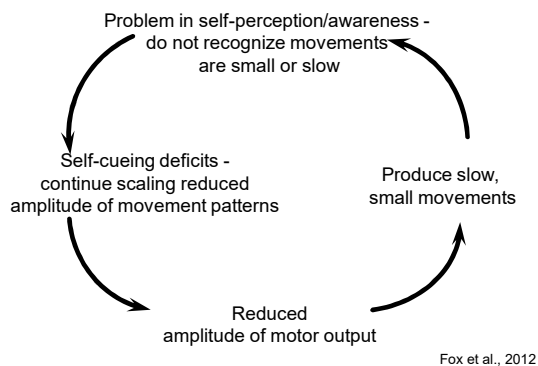 Problem in self-perception/awareness -
do not recognize movements
are small or slow
Self-cueing deficits -
continue scaling reduced
amplitude of movement patterns
Produce slow,
small movements
Reduced
amplitude of motor output
Fox et al., 2012